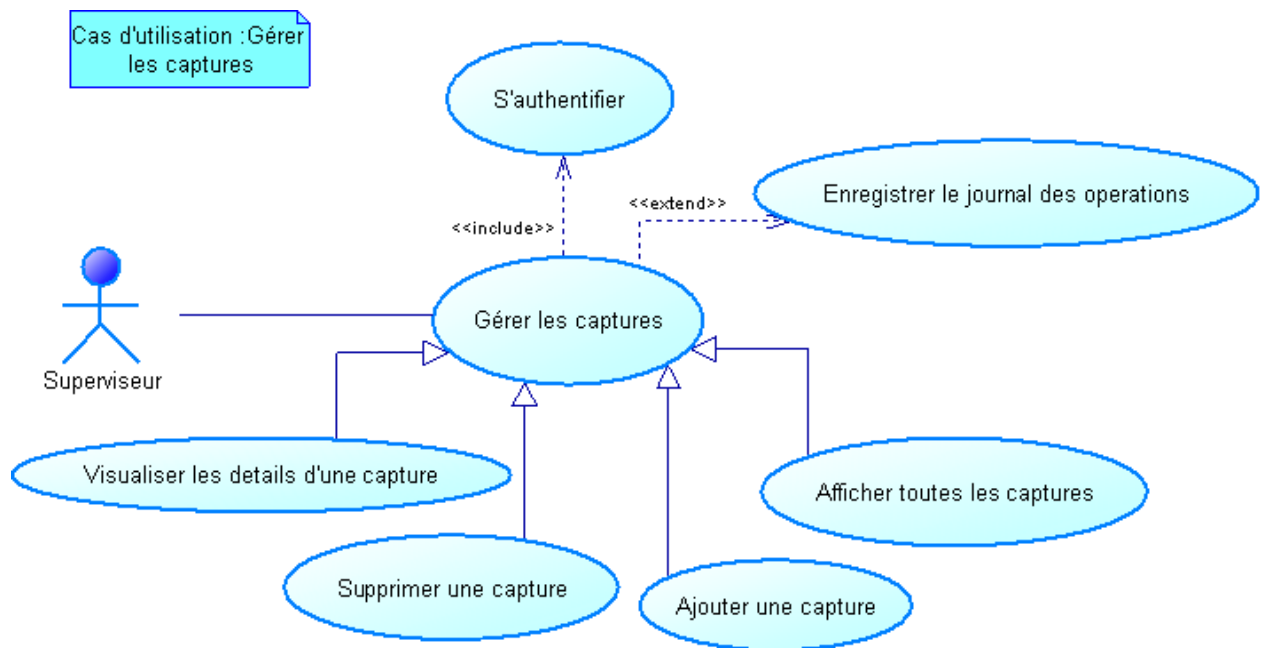 Cas d'utilisation :Gérer
les captures
S'authentifier
Enregistrer le journal des operations
<<extend>>
<<include>>
Gérer les captures
Superviseur
Visualiser les details d'une capture
Afficher toutes les captures
Supprimer une capture
Ajouter une capture